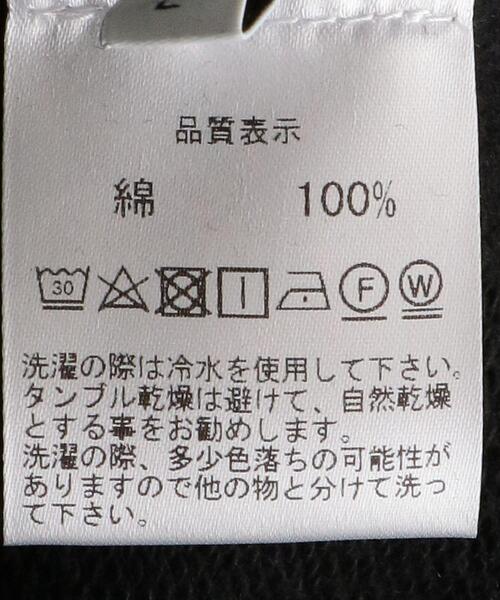 品質表示
綿 100%
30 F W
洗濯の際は冷水を使用して下さい。
タンブル乾燥は避けて、自然乾燥
とする事をお勧めします。
洗濯の際、多少色落ちの可能性が
ありますので他の物と分けて洗っ
て下さい。